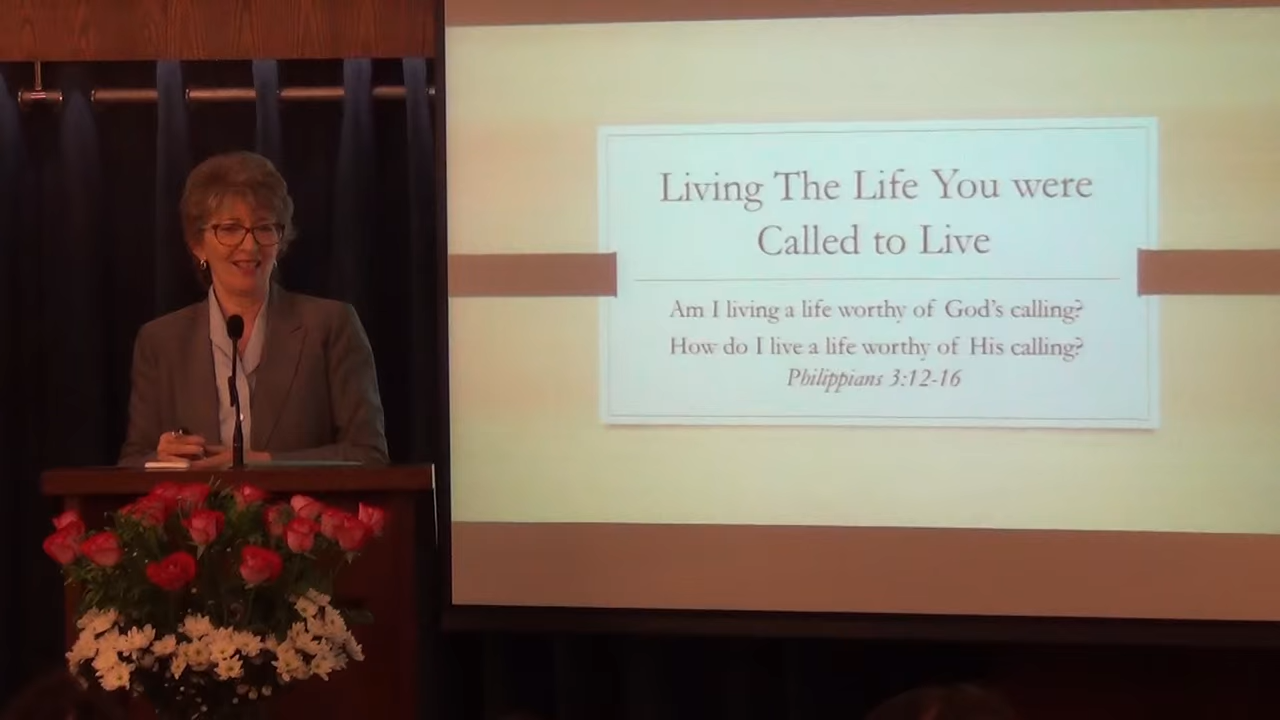 Living The Life You were
Called to Live
Am I living a life worthy of God's calling?
How do I live a life worthy of His calling?
Philippians 3:12-16